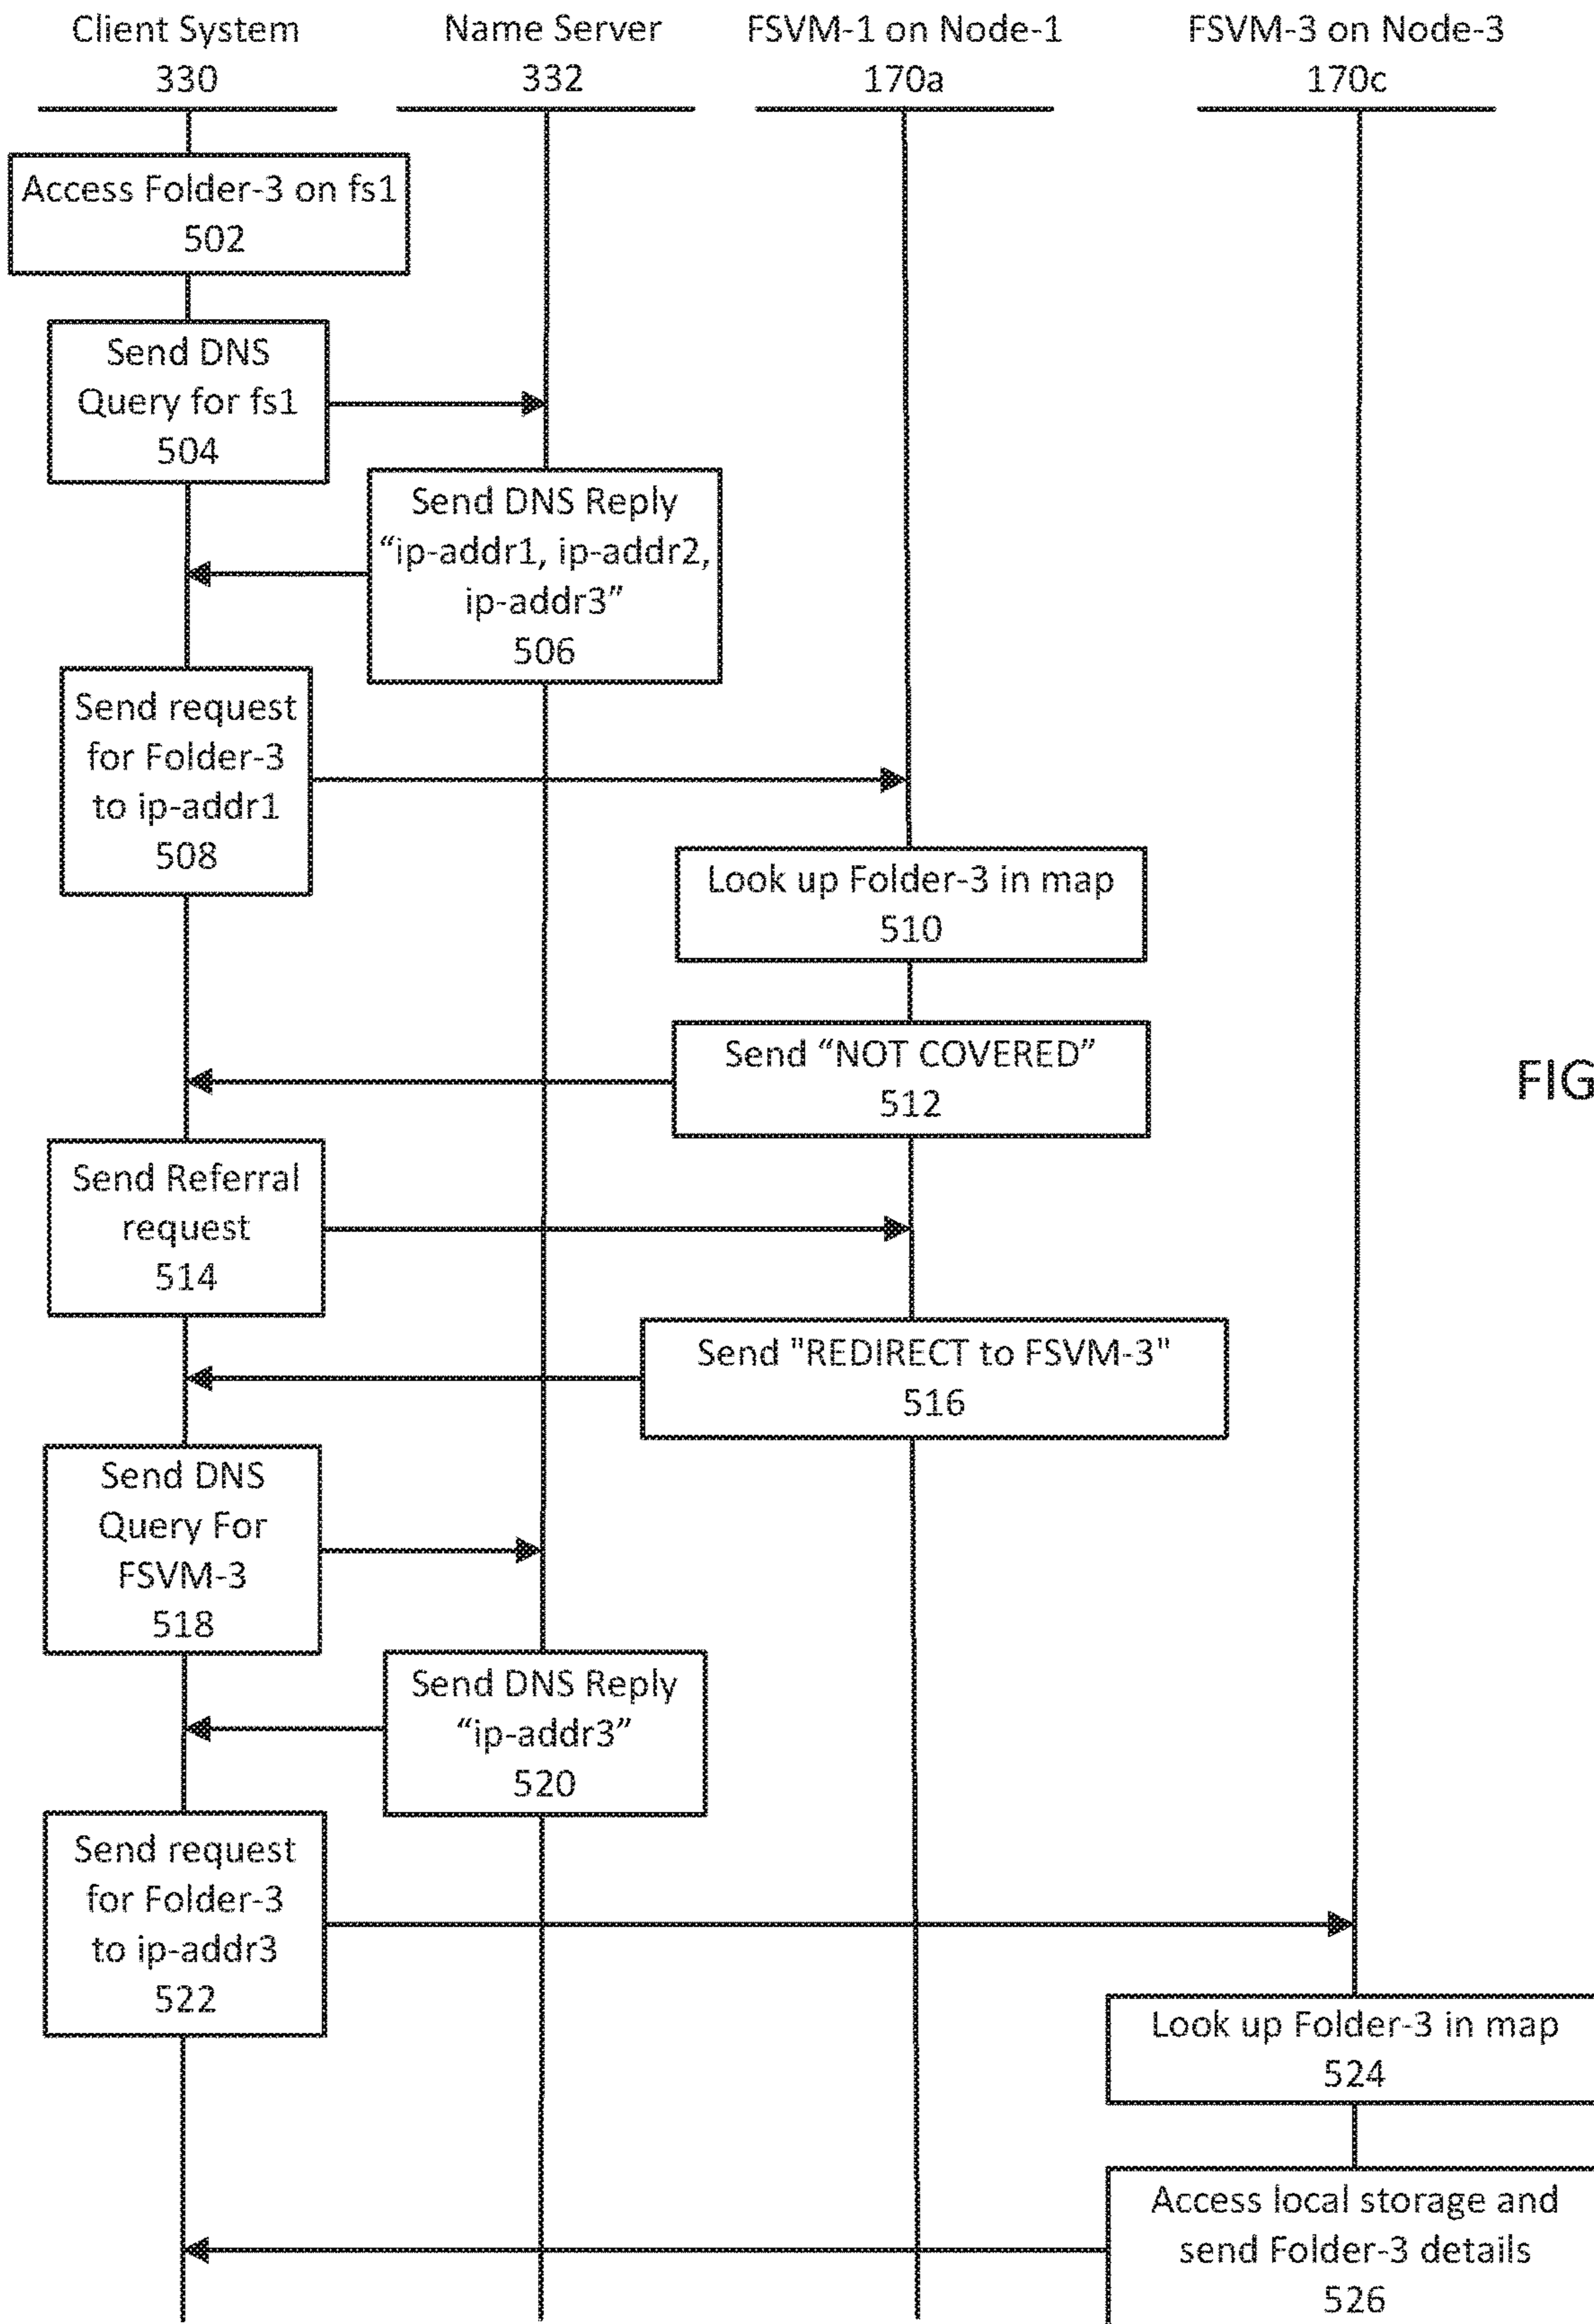 Client System
330
Name Server
332
FSVM-1 on Node-1
170a
FSVM-3 on Node-3
170c
Access Folder-3 on fs1
502
Send DNS
Query for fs1
504
Send DNS Reply
“ip-addr1, ip-addr2,
ip-addr3”
506
Send request
for Folder-3
to ip-addr1
508
Look up Folder-3 in map
510
Send “NOT COVERED”
512
FIG
Send Referral
request
514
Send "REDIRECT to FSVM-3"
516
Send DNS
Query For
FSVM-3
518
Send DNS Reply
“ip-addr3”
520
Send request
for Folder-3
to ip-addr3
522
Look up Folder-3 in map
524
Access local storage and
send Folder-3 details
526